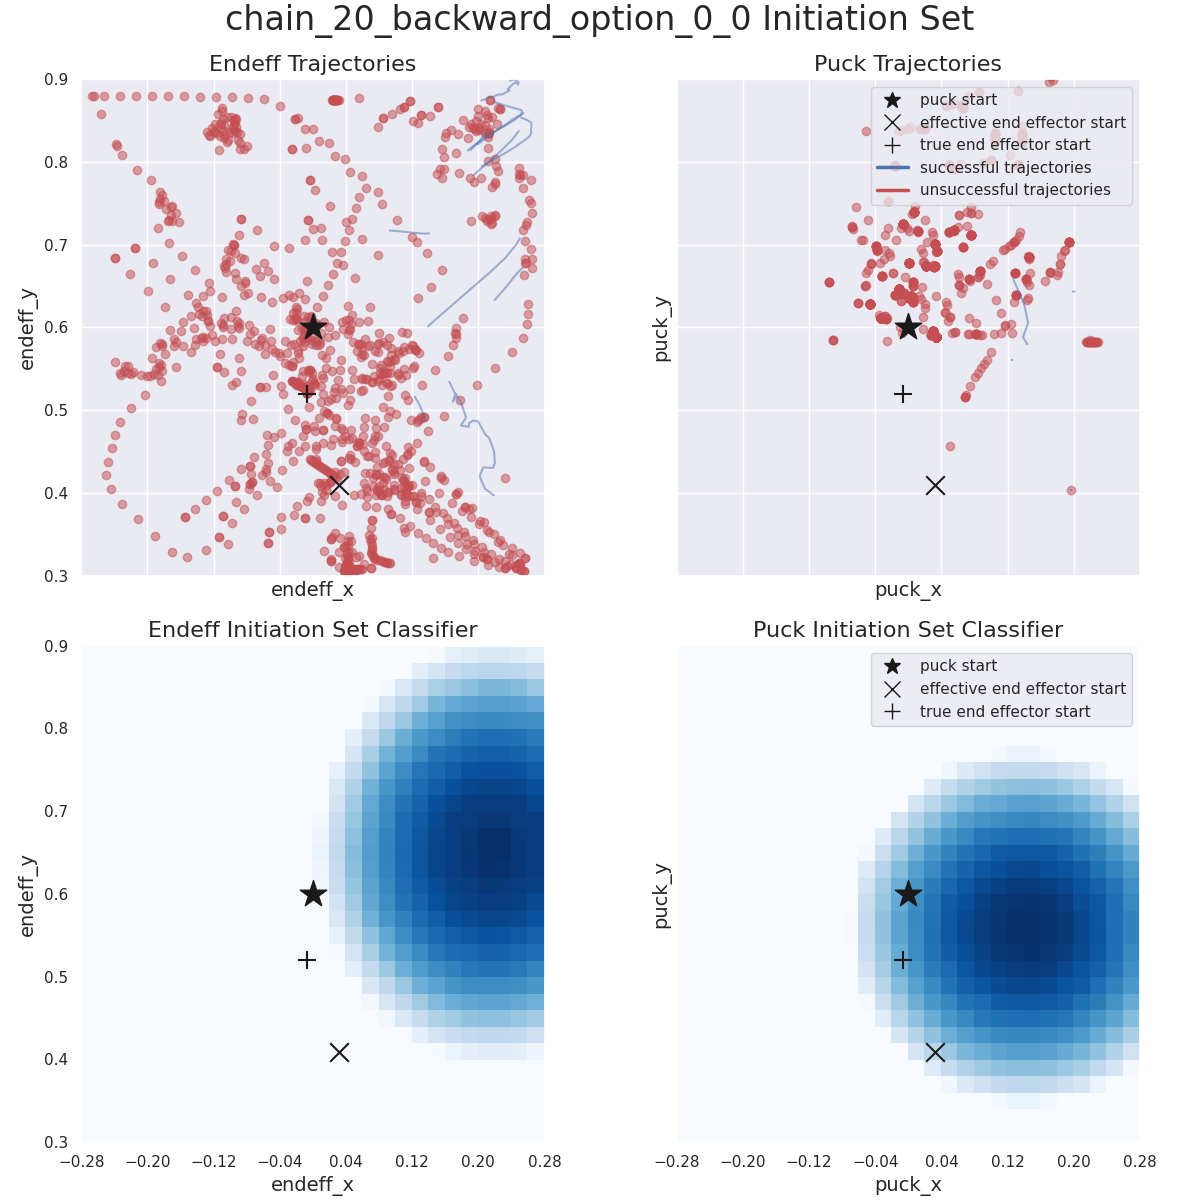 chain_20_backward_option_0_0 Initiation Set
Endeff Trajectories
0.9
0.8
0.7
0.6
0.5
0.4
0.3
endeff_y
endeff_x
Puck Trajectories
puck start
effective end effector start
true end effector start
successful trajectories
unsuccessful trajectories
puck_y
puck_x
Endeff Initiation Set Classifier
0.9
0.8
0.7
0.6
0.5
0.4
0.3
endeff_y
−0.28 −0.20 −0.12 −0.04 0.04 0.12 0.20 0.28
endeff_x
Puck Initiation Set Classifier
puck start
effective end effector start
true end effector start
puck_y
−0.28 −0.20 −0.12 −0.04 0.04 0.12 0.20 0.28
puck_x